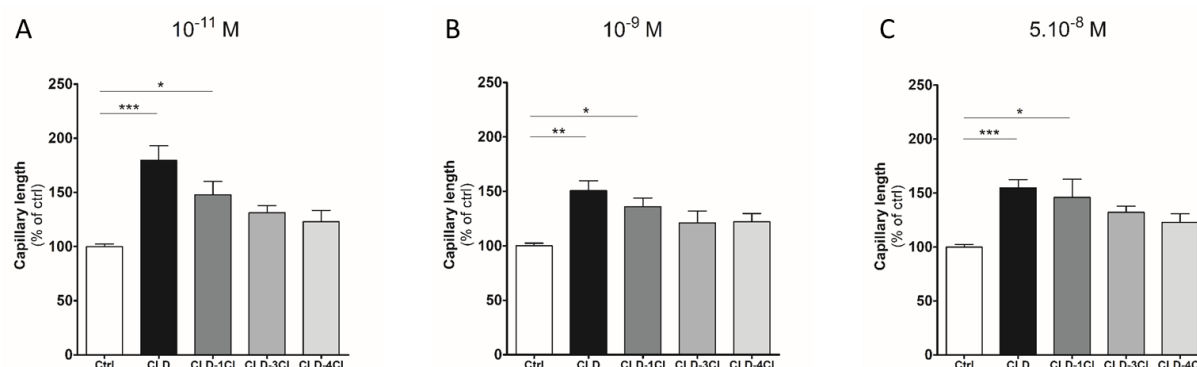 A
10⁻¹¹ M
Capillary length
(% of ctrl)
250
200
150
100
50
0
*
***
Ctrl
CLD
CLD-1Cl
CLD-3Cl
CLD-4Cl
B
10⁻⁹ M
Capillary length
(% of ctrl)
250
200
150
100
50
0
*
**
Ctrl
CLD
CLD-1Cl
CLD-3Cl
CLD-4Cl
C
5.10⁻⁸ M
Capillary length
(% of ctrl)
250
200
150
100
50
0
*
***
Ctrl
CLD
CLD-1Cl
CLD-3Cl
CLD-4C